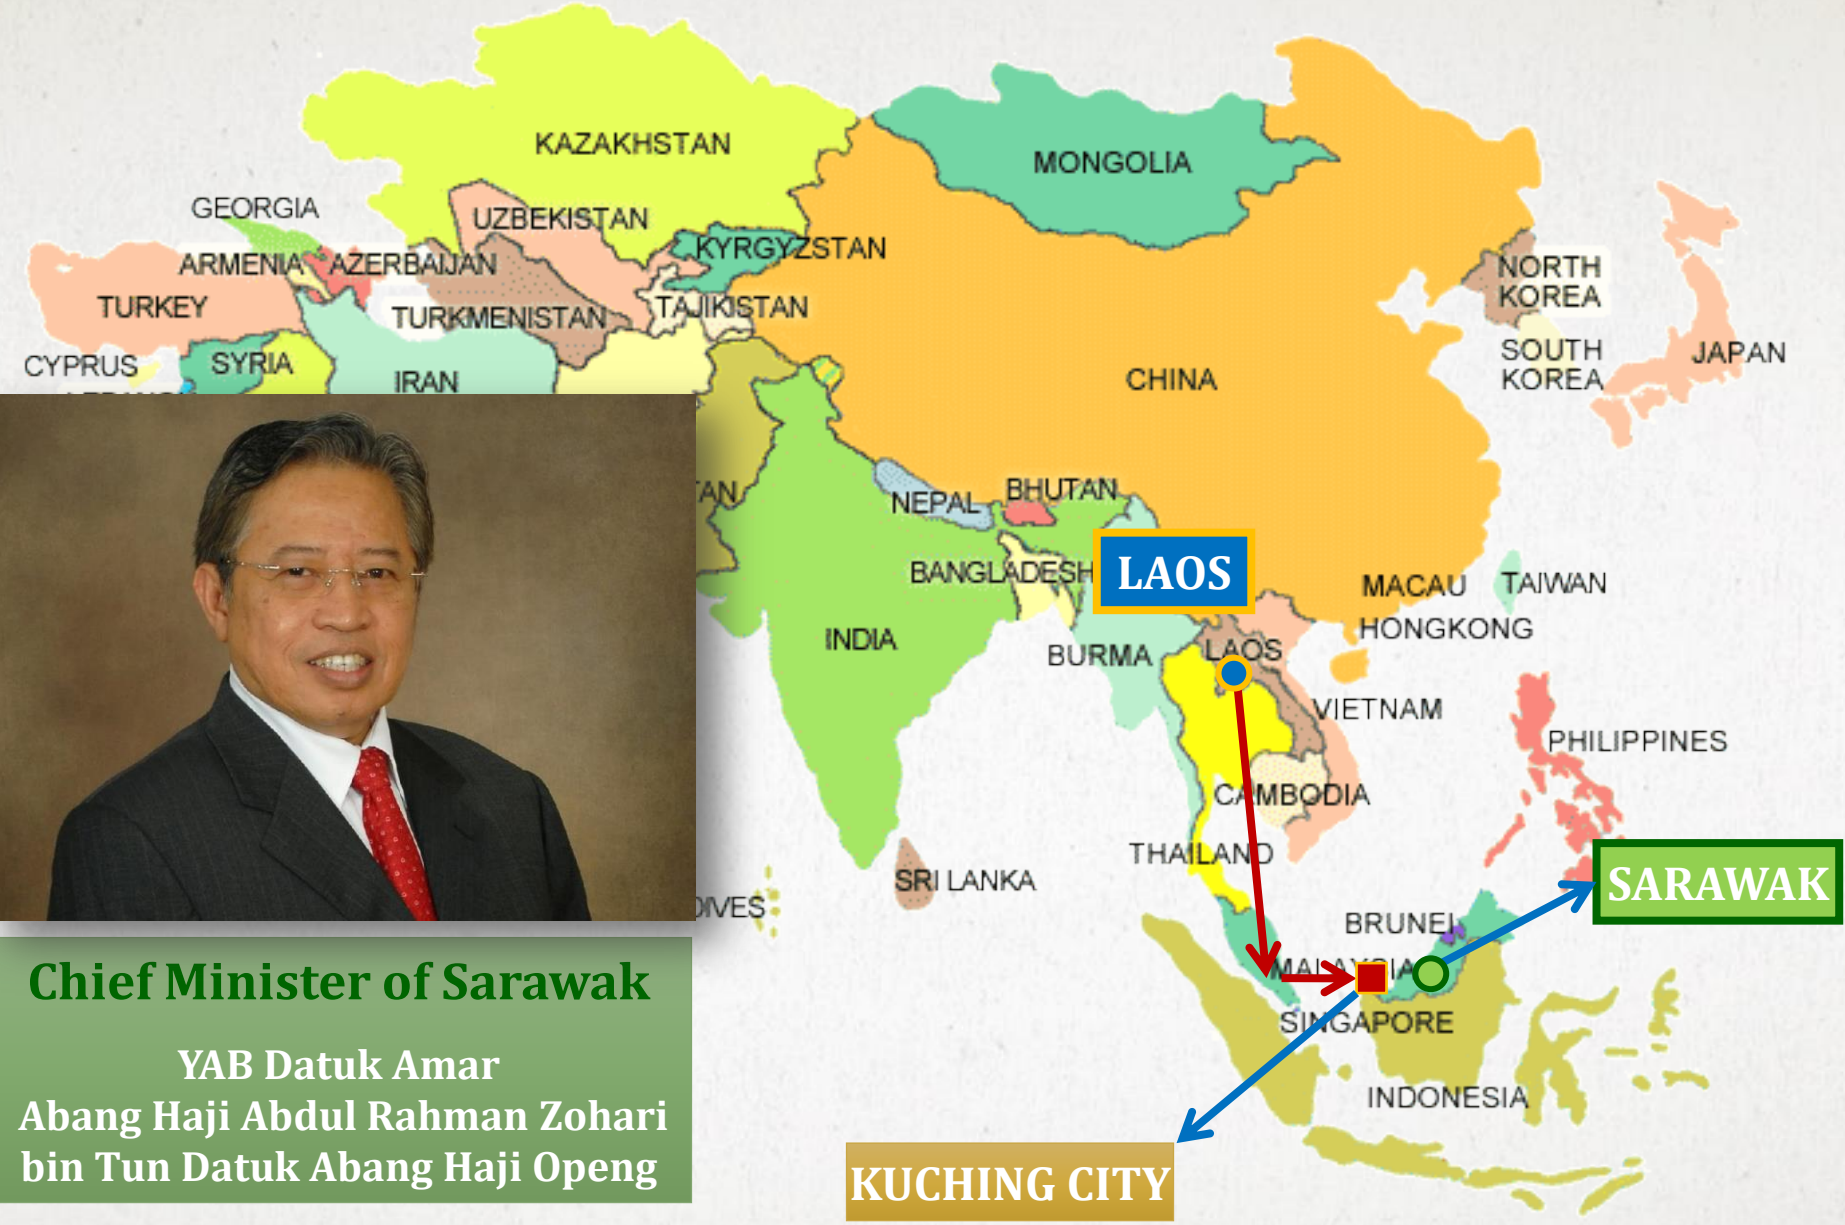 KAZAKHSTAN
MONGOLIA
GEORGIA
UZBEKISTAN
KYRGYZSTAN
ARMENIA
AZERBAIJAN
NORTH
KOREA
TURKEY
TURKMENISTAN
TAJIKISTAN
CYPRUS
SYRIA
IRAN
CHINA
SOUTH
KOREA
JAPAN
NEPAL
BHUTAN
BANGLADESH
LAOS
MACAU
TAIWAN
INDIA
HONGKONG
BURMA
LAOS
VIETNAM
PHILIPPINES
CAMBODIA
THAILAND
SRI LANKA
SARAWAK
BRUNEI
MALAYSIA
SINGAPORE
INDONESIA
Chief Minister of Sarawak
YAB Datuk Amar
Abang Haji Abdul Rahman Zohari
bin Tun Datuk Abang Haji Openg
KUCHING CITY